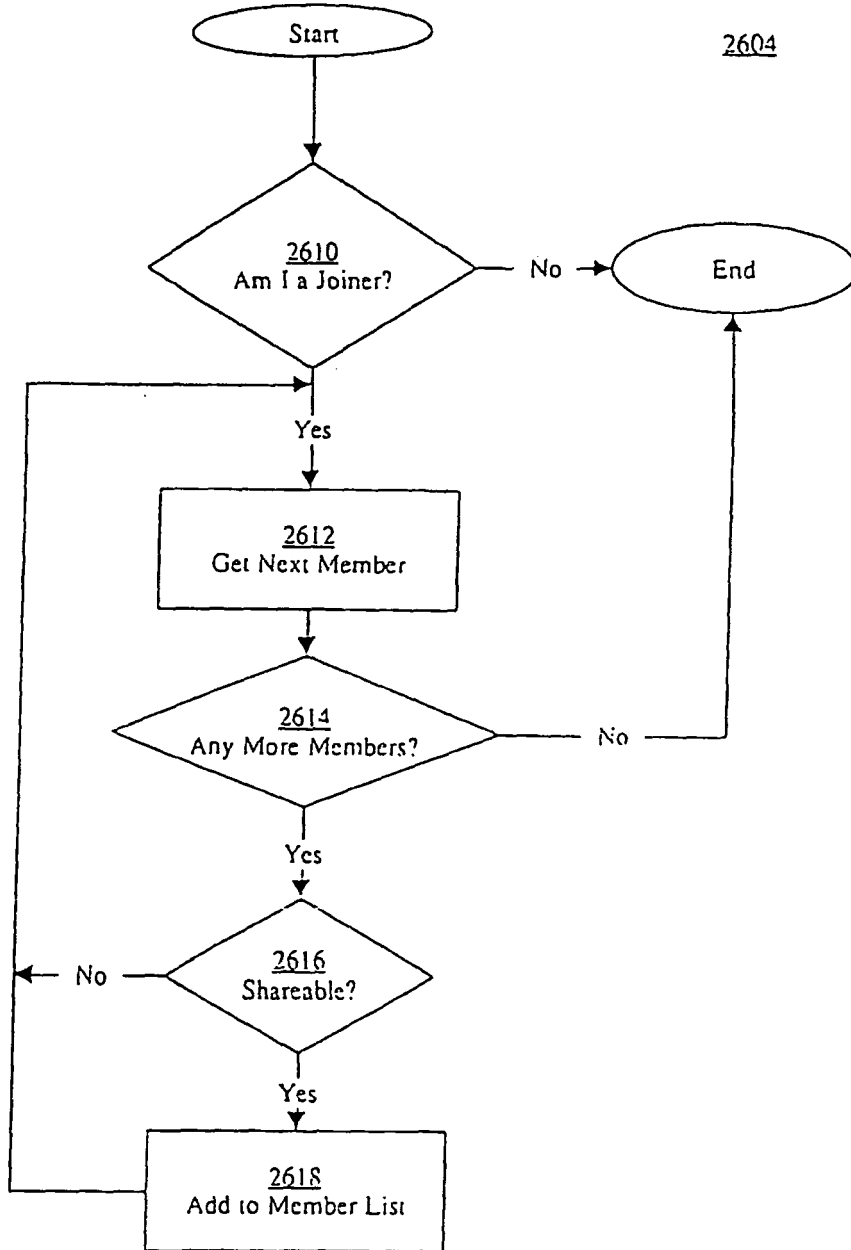 Start
2604
2610
Am I a Joiner?
No
End
Yes
2612
Get Next Member
2614
Any More Members?
No
Yes
2616
Shareable?
No
Yes
2618
Add to Member List